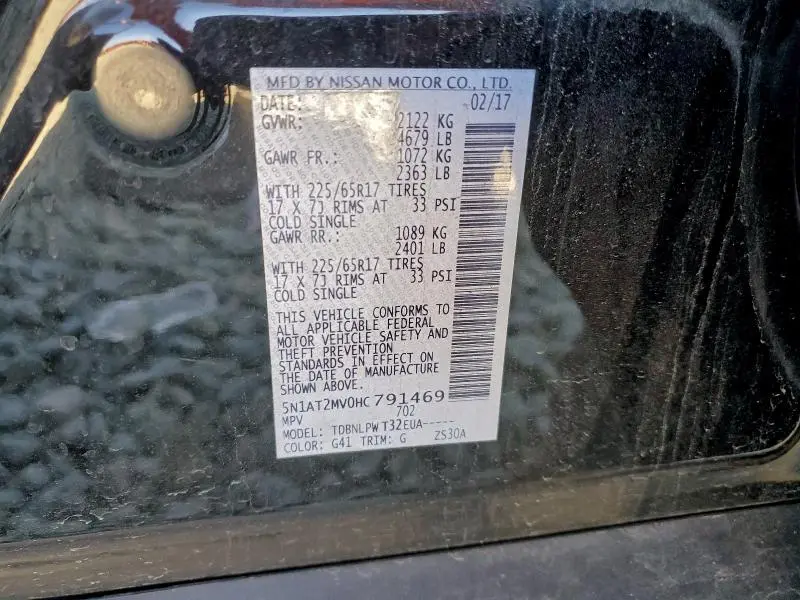 MFD BY NISSAN MOTOR CO., LTD.
DATE: 02/17
GVWR: 2122 KG
4679 LB
GAWR FR.: 1072 KG
2363 LB
WITH 225/65R17 TIRES
17 X 7J RIMS AT 33 PSI
COLD SINGLE
GAWR RR.: 1089 KG
2401 LB
WITH 225/65R17 TIRES
17 X 7J RIMS AT 33 PSI
COLD SINGLE
THIS VEHICLE CONFORMS TO
ALL APPLICABLE FEDERAL
MOTOR VEHICLE SAFETY AND
THEFT PREVENTION
STANDARDS IN EFFECT ON
THE DATE OF MANUFACTURE
SHOWN ABOVE.
5N1AT2MV0HC791469
MPV 702
MODEL: TDBNLPW T32EUA-----
COLOR: G41 TRIM: G ZS30A